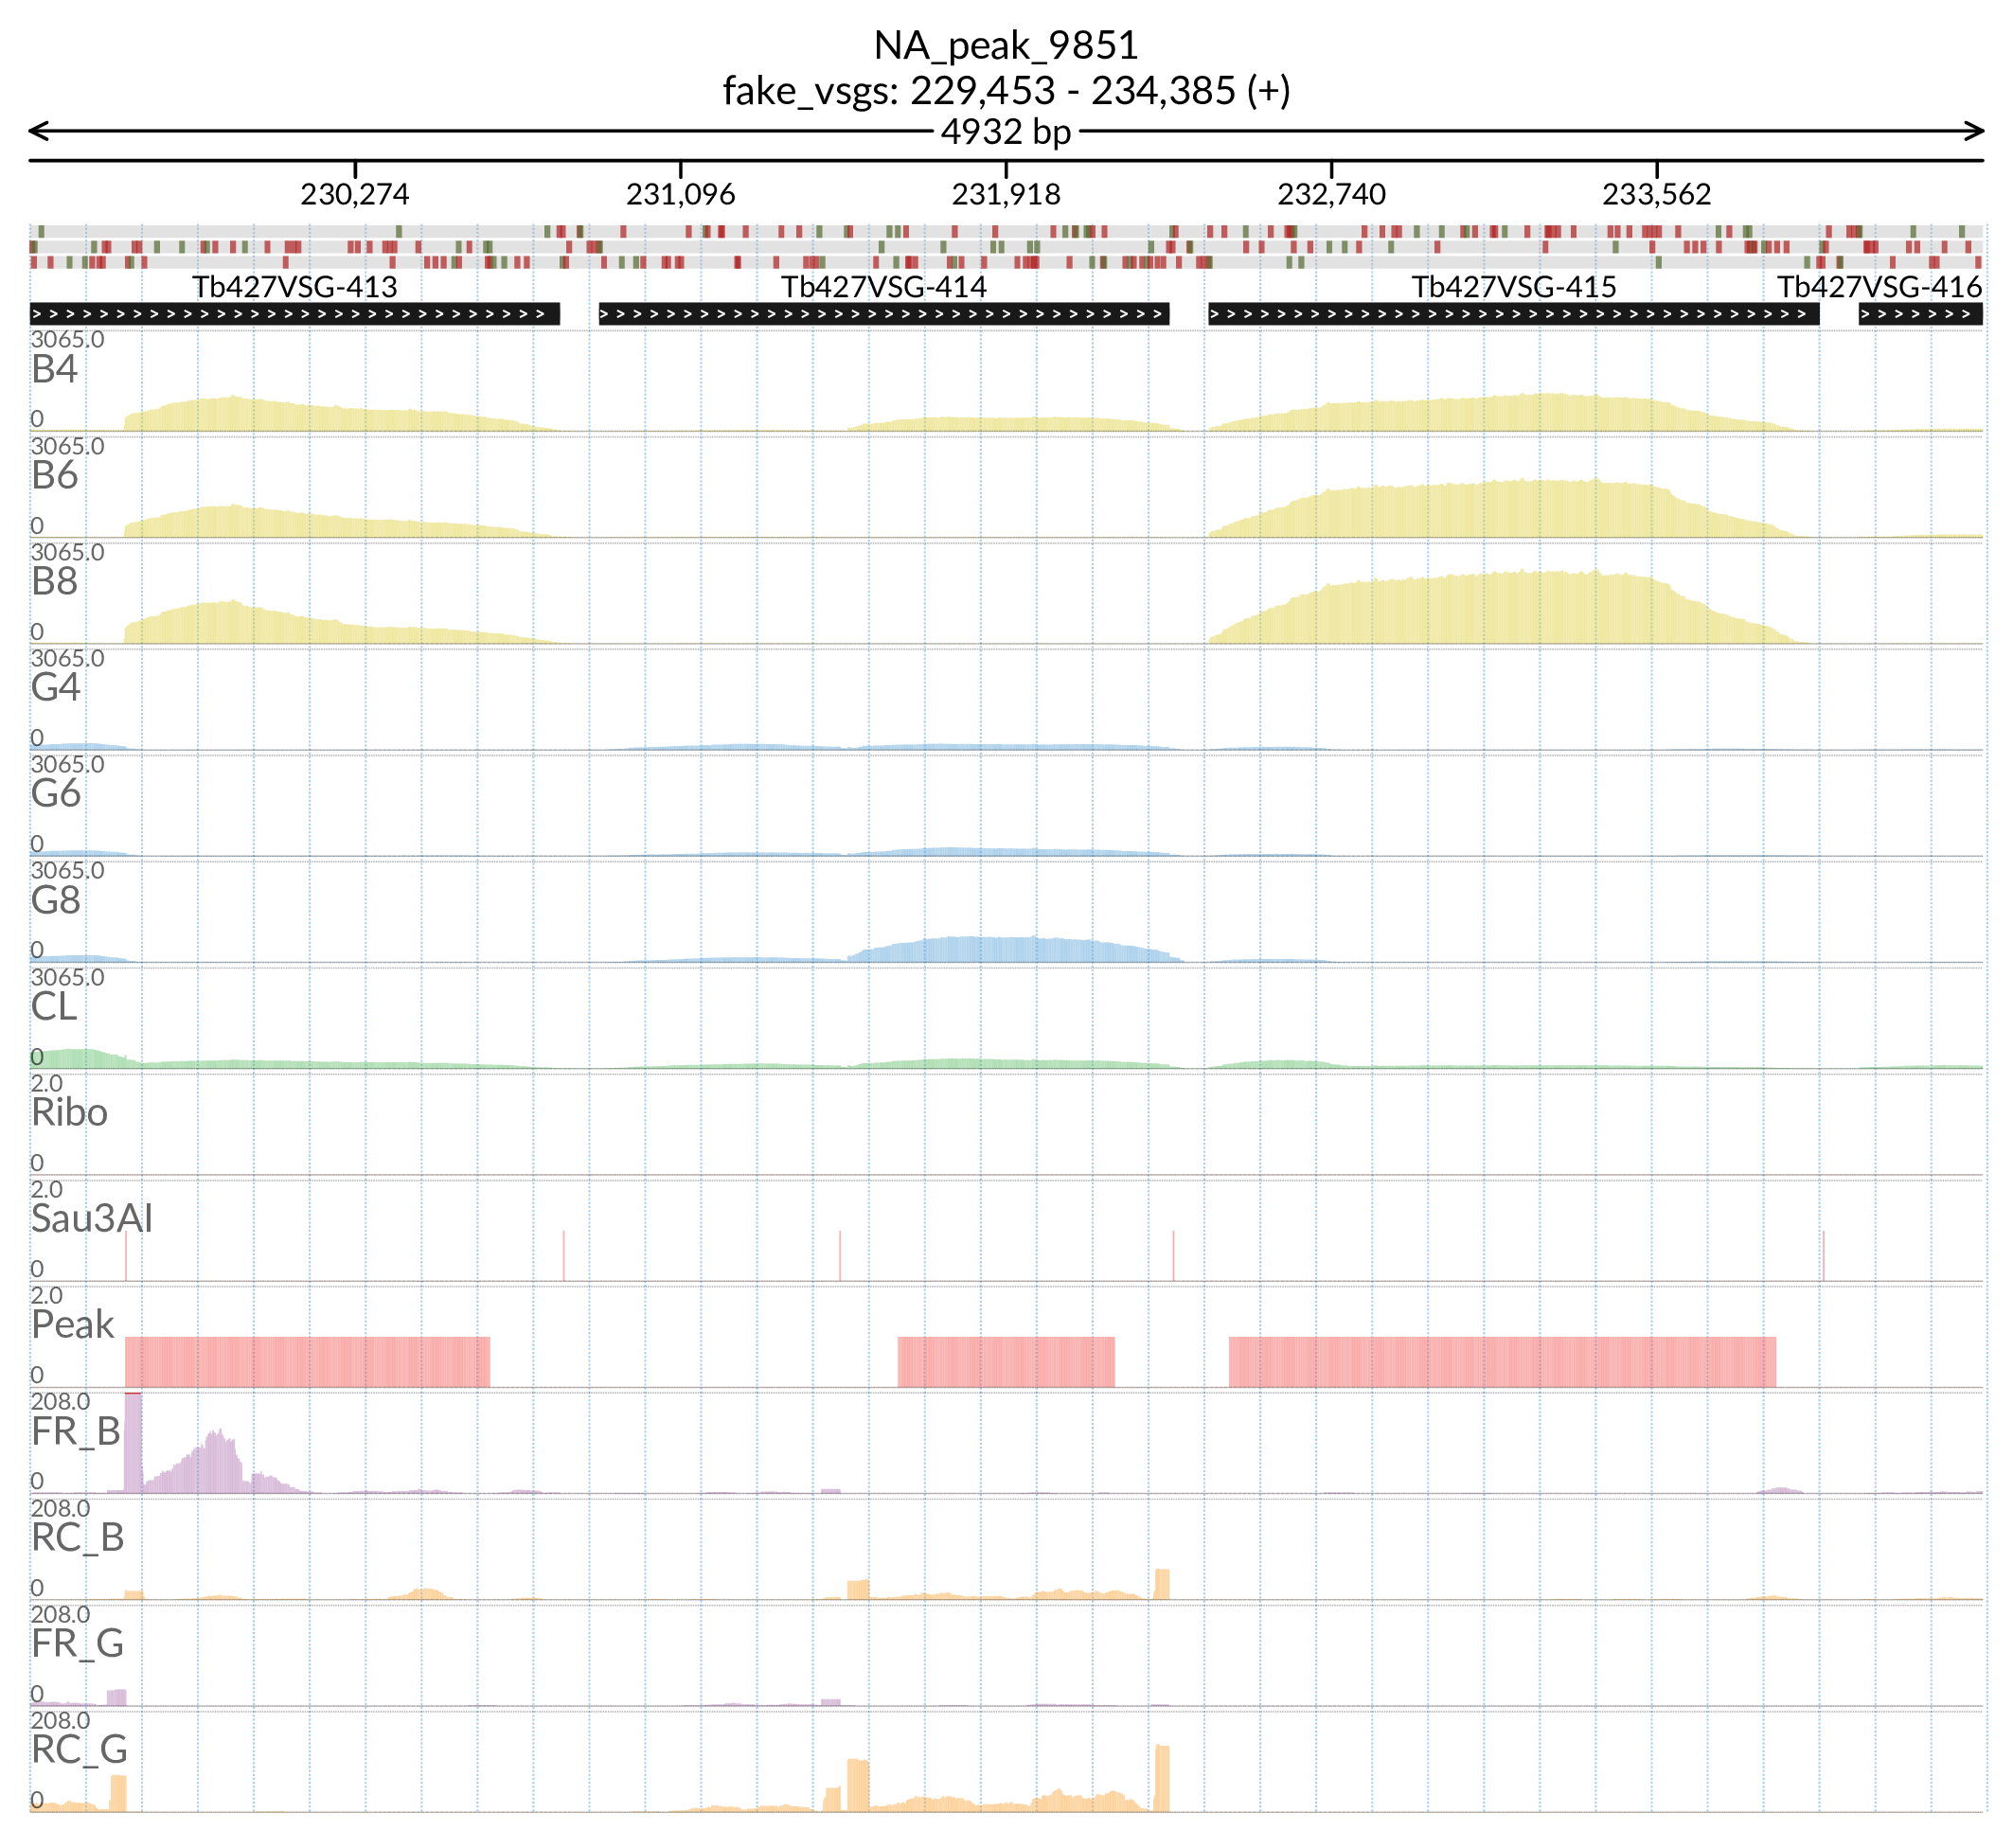 NA_peak_9851
fake_vsgs: 229,453 - 234,385 (+)
4932 bp
230,274 231,096 231,918 232,740 233,562
Tb427VSG-413 Tb427VSG-414 Tb427VSG-415 Tb427VSG-416
3065.0
B4
0
3065.0
B6
0
3065.0
B8
0
3065.0
G4
0
3065.0
G6
0
3065.0
G8
0
3065.0
CL
0
2.0
Ribo
0
2.0
Sau3AI
0
2.0
Peak
0
208.0
FR_B
0
208.0
RC_B
0
208.0
FR_G
0
208.0
RC_G
0